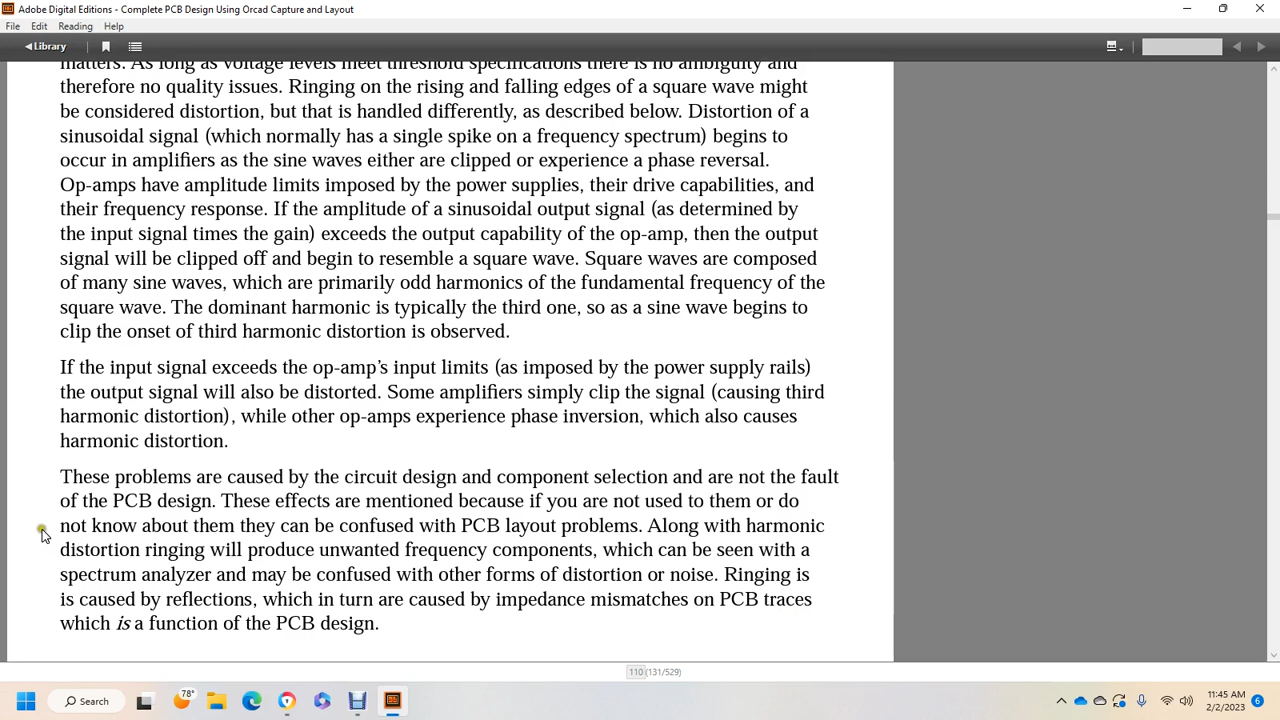 Adobe Digital Editions - Complete PCB Design Using Orcad Capture and Layout
File Edit Reading Help
Library
matters. As long as voltage levels meet threshold specifications there is no ambiguity and
therefore no quality issues. Ringing on the rising and falling edges of a square wave might
be considered distortion, but that is handled differently, as described below. Distortion of a
sinusoidal signal (which normally has a single spike on a frequency spectrum) begins to
occur in amplifiers as the sine waves either are clipped or experience a phase reversal.
Op-amps have amplitude limits imposed by the power supplies, their drive capabilities, and
their frequency response. If the amplitude of a sinusoidal output signal (as determined by
the input signal times the gain) exceeds the output capability of the op-amp, then the output
signal will be clipped off and begin to resemble a square wave. Square waves are composed
of many sine waves, which are primarily odd harmonics of the fundamental frequency of the
square wave. The dominant harmonic is typically the third one, so as a sine wave begins to
clip the onset of third harmonic distortion is observed.
If the input signal exceeds the op-amp's input limits (as imposed by the power supply rails)
the output signal will also be distorted. Some amplifiers simply clip the signal (causing third
harmonic distortion), while other op-amps experience phase inversion, which also causes
harmonic distortion.
These problems are caused by the circuit design and component selection and are not the fault
of the PCB design. These effects are mentioned because if you are not used to them or do
not know about them they can be confused with PCB layout problems. Along with harmonic
distortion ringing will produce unwanted frequency components, which can be seen with a
spectrum analyzer and may be confused with other forms of distortion or noise. Ringing is
is caused by reflections, which in turn are caused by impedance mismatches on PCB traces
which is a function of the PCB design.
110 (131/529)
Search
78°
11:45 AM
2/2/2023
6